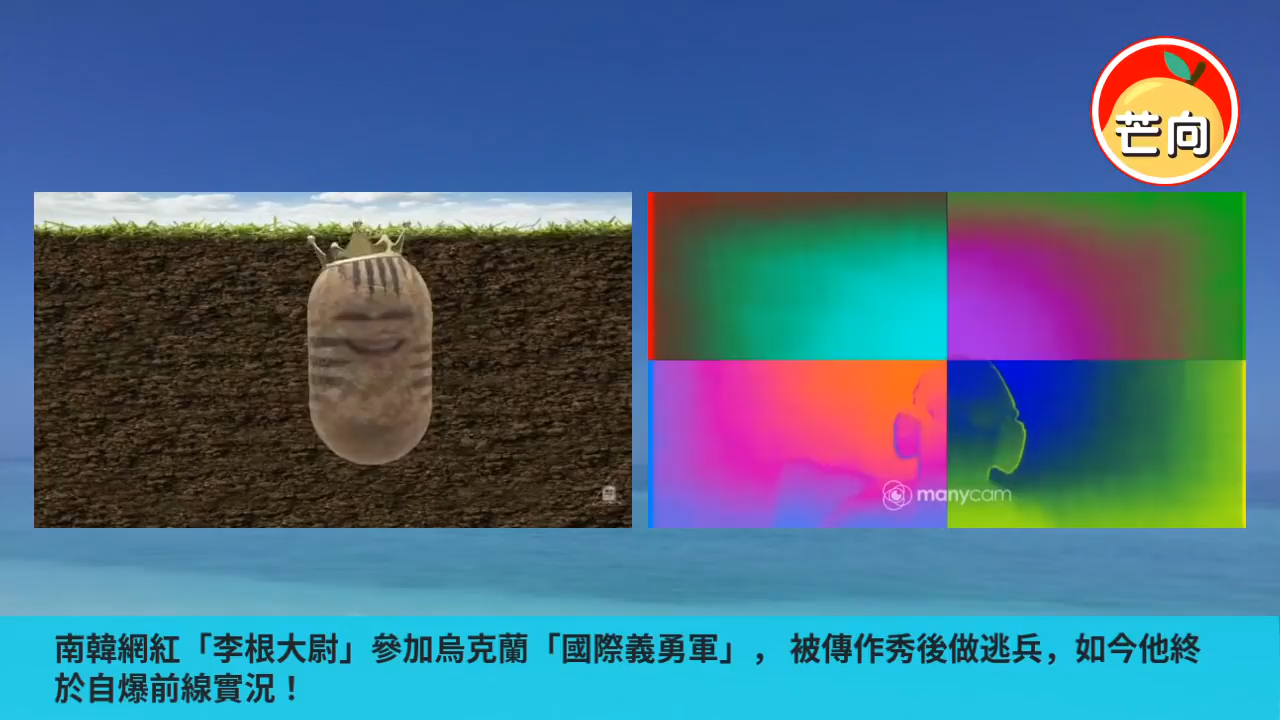 芒向
manycam
南韓網紅「李根大尉」參加烏克蘭「國際義勇軍」， 被傳作秀後做逃兵，如今他終
於自爆前線實況！